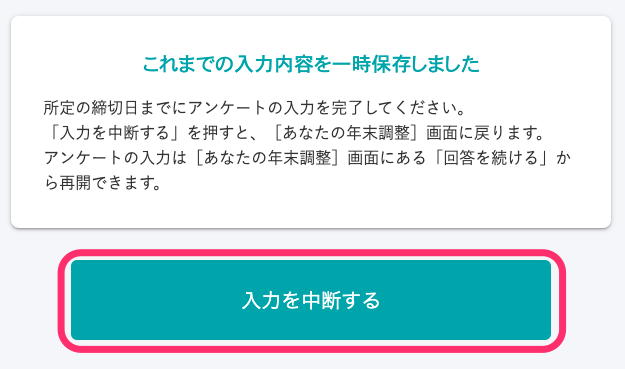 これまでの入力内容を一時保存しました
所定の締切日までにアンケートの入力を完了してください。
「入力を中断する」を押すと、［あなたの年末調整］画面に戻ります。
アンケートの入力は［あなたの年末調整］画面にある「回答を続ける」か
ら再開できます。
入力を中断する